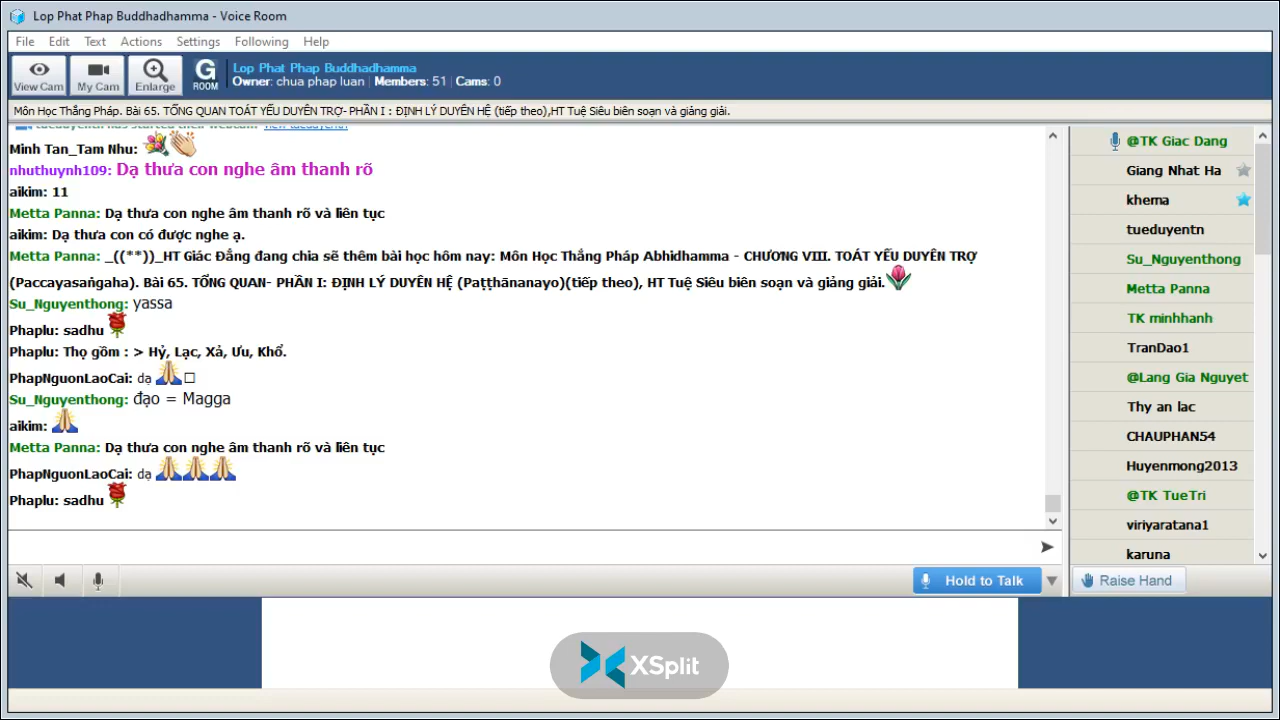 Lop Phat Phap Buddhadhamma - Voice Room
File Edit Text Actions Settings Following Help
View Cam My Cam Enlarge G ROOM
Lop Phat Phap Buddhadhamma
Owner: chua phap luan Members: 51 Cams: 0
Môn Học Thắng Pháp. Bài 65. TỔNG QUAN TOÁT YẾU DUYÊN TRỢ- PHẦN I : ĐỊNH LÝ DUYÊN HỆ (tiếp theo),HT Tuệ Siêu biên soạn và giảng giải.
tueduyentn has started their webcam view tueduyentn
Minh Tan_Tam Nhu:
nhuthuynh109: Dạ thưa con nghe âm thanh rõ
aikim: 11
Metta Panna: Dạ thưa con nghe âm thanh rõ và liên tục
aikim: Dạ thưa con có được nghe ạ.
Metta Panna: _((**))_HT Giác Đẳng đang chia sẽ thêm bài học hôm nay: Môn Học Thắng Pháp Abhidhamma - CHƯƠNG VIII. TOÁT YẾU DUYÊN TRỢ
(Paccayasaṅgaha). Bài 65. TỔNG QUAN- PHẦN I: ĐỊNH LÝ DUYÊN HỆ (Paṭṭhānanayo)(tiếp theo), HT Tuệ Siêu biên soạn và giảng giải.
Su_Nguyenthong: yassa
Phaplu: sadhu
Phaplu: Thọ gồm : > Hỷ, Lạc, Xả, Ưu, Khổ.
PhapNguonLaoCai: dạ
Su_Nguyenthong: đạo = Magga
aikim:
Metta Panna: Dạ thưa con nghe âm thanh rõ và liên tục
PhapNguonLaoCai: dạ
Phaplu: sadhu
@TK Giac Dang
Giang Nhat Ha
khema
tueduyentn
Su_Nguyenthong
Metta Panna
TK minhhanh
TranDao1
@Lang Gia Nguyet
Thy an lac
CHAUPHAN54
Huyenmong2013
@TK TueTri
viriyaratana1
karuna
Hold to Talk
Raise Hand
XSplit